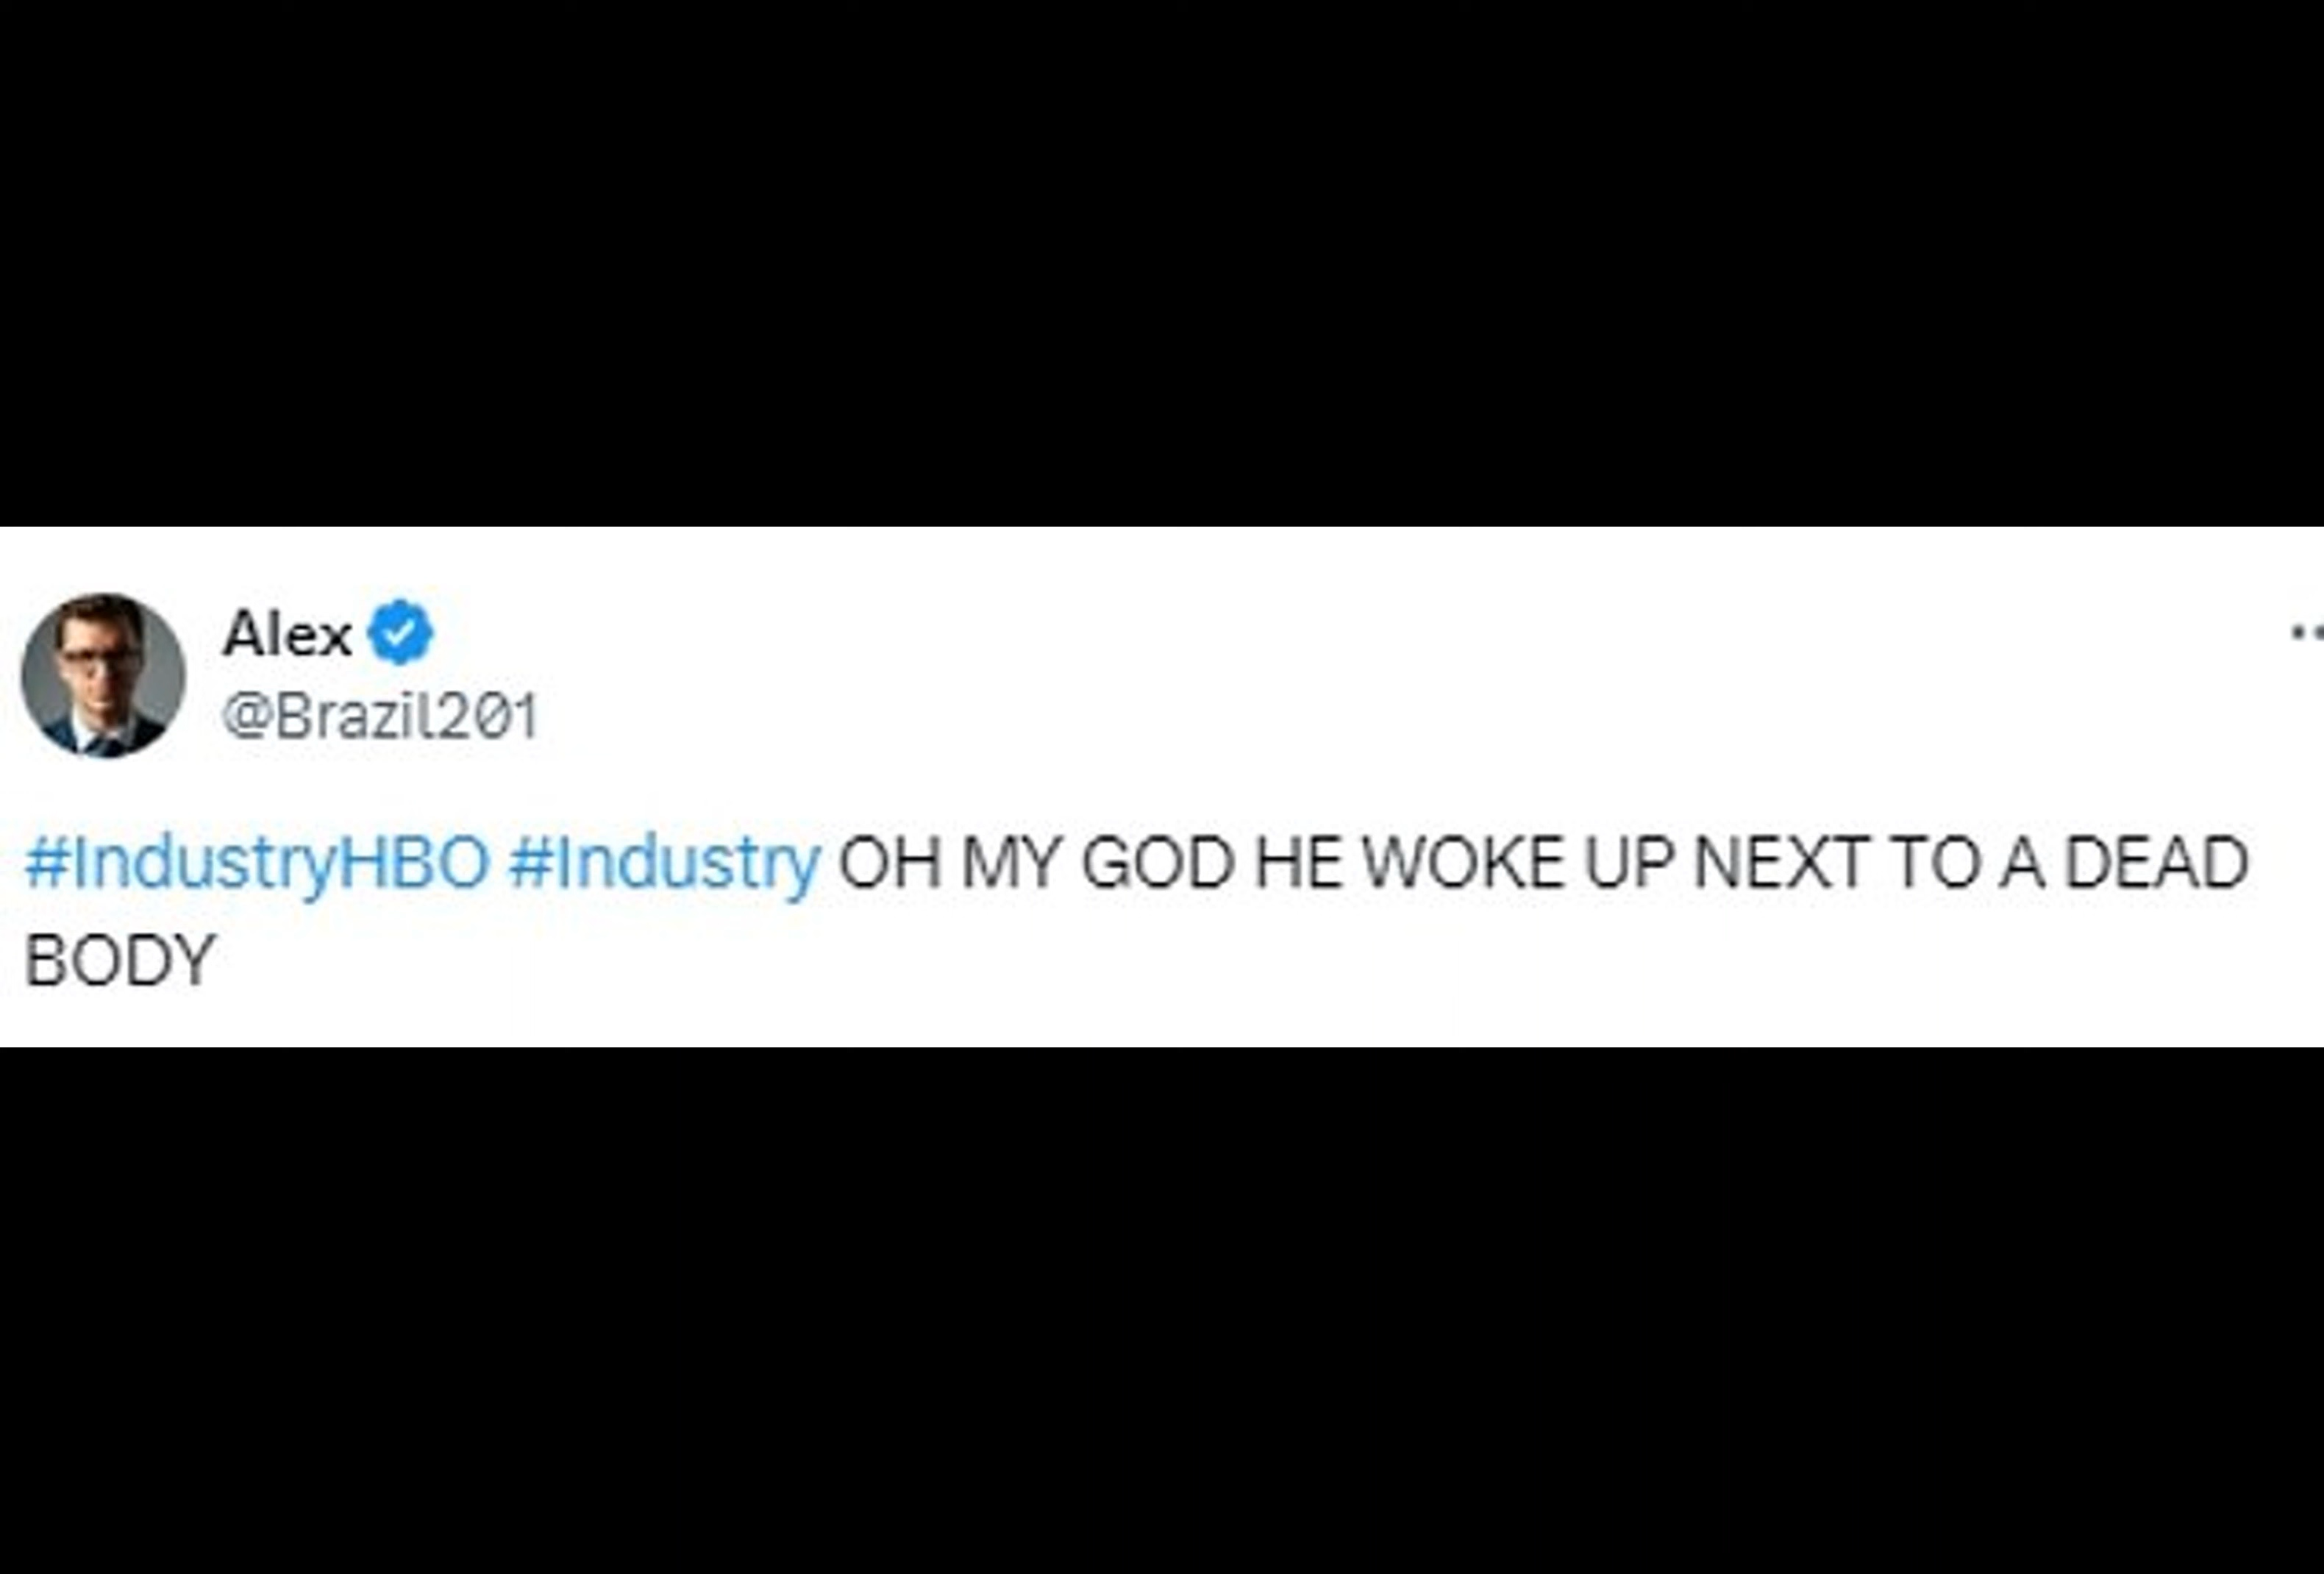 Alex
@Brazil201
#IndustryHBO #Industry OH MY GOD HE WOKE UP NEXT TO A DEAD
BODY